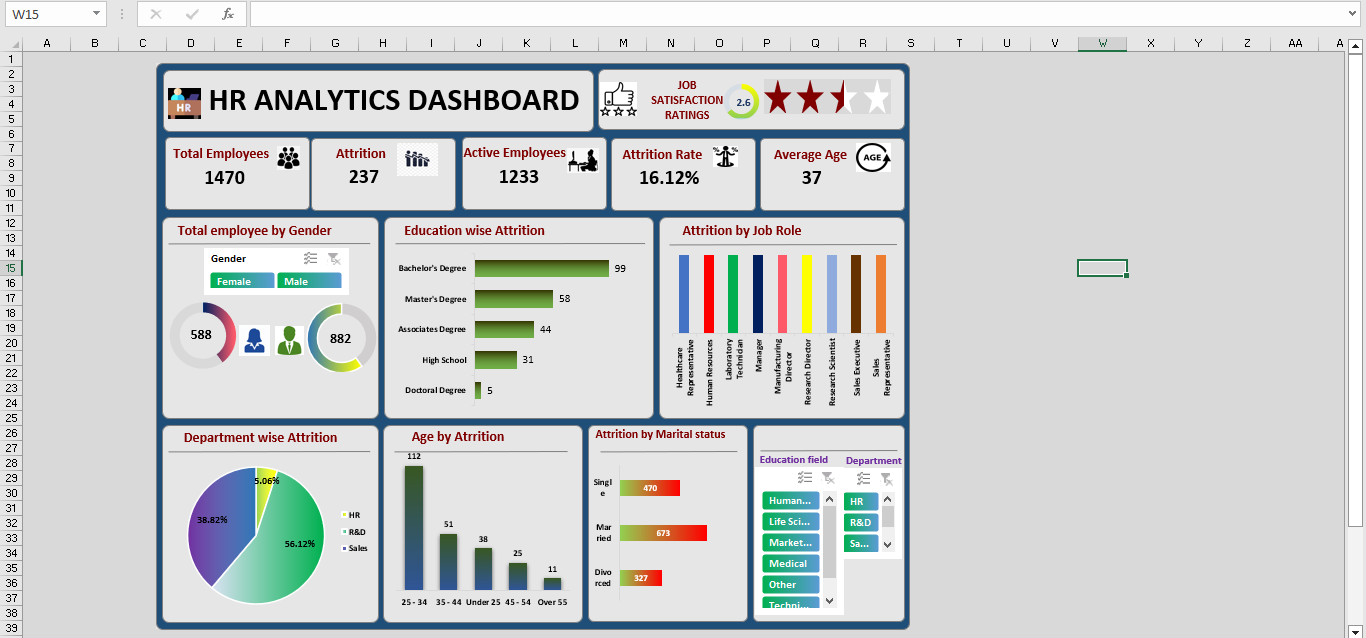 W15
fx
A B C D E F G H I J K L M N O P Q R S T U V W X Y Z AA A
1
2
3
4
5
6
7
8
9
10
11
12
13
14
15
16
17
18
19
20
21
22
23
24
25
26
27
28
29
30
31
32
33
34
35
36
37
38
39
HR
HR ANALYTICS DASHBOARD
JOB
SATISFACTION
RATINGS
2.6
Total Employees
1470
Attrition
237
Active Employees
1233
Attrition Rate
16.12%
Average Age
37
AGE
Total employee by Gender
Gender
Female Male
588
882
Education wise Attrition
Bachelor's Degree 99
Master's Degree 58
Associates Degree 44
High School 31
Doctoral Degree 5
Attrition by Job Role
Healthcare
Representative
Human Resources
Laboratory
Technician
Manager
Manufacturing
Director
Research Director
Research Scientist
Sales Executive
Sales
Representative
Department wise Attrition
5.06%
38.82%
56.12%
HR
R&D
Sales
Age by Atrrition
112
51
38
25
11
25 - 34 35 - 44 Under 25 45 - 54 Over 55
Attrition by Marital status
Singl
e
470
Mar
ried
673
Divo
rced
327
Education field
Human...
Life Sci...
Market...
Medical
Other
Techni...
Department
HR
R&D
Sa...